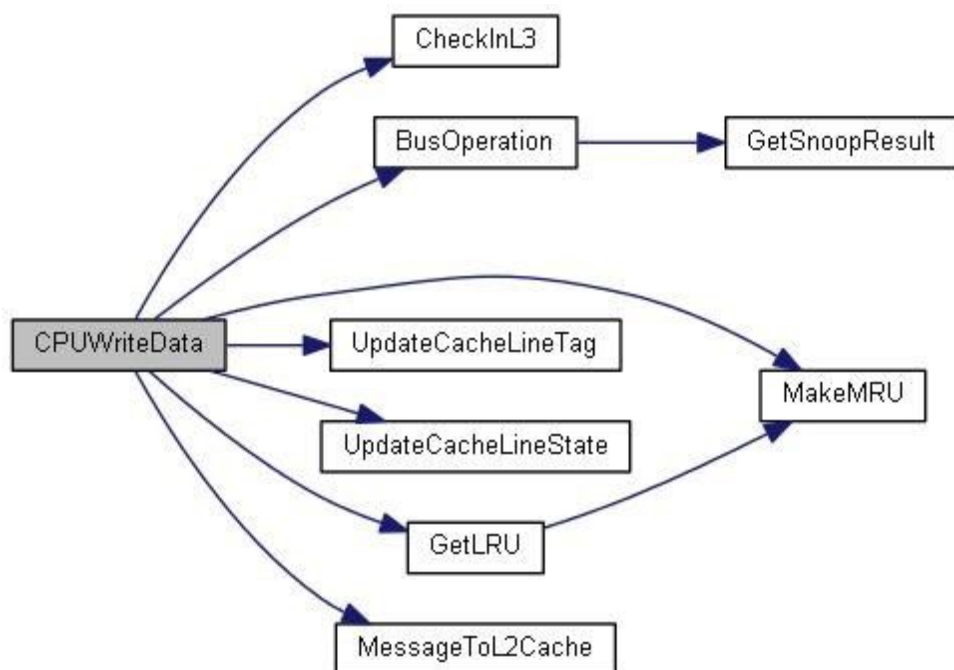 CheckInL3
BusOperation
GetSnoopResult
CPUWriteData
UpdateCacheLineTag
MakeMRU
UpdateCacheLineState
GetLRU
MessageToL2Cache